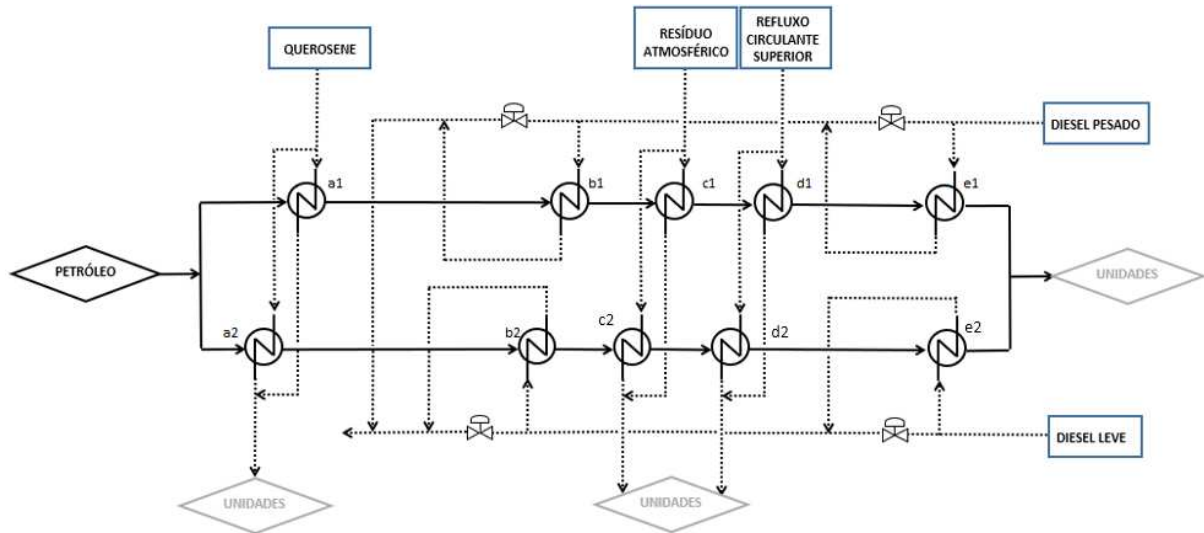 QUEROSENE
RESÍDUO
ATMOSFÉRICO
REFLUXO
CIRCULANTE
SUPERIOR
DIESEL PESADO
a1
b1
c1
d1
e1
PETRÓLEO
UNIDADES
a2
b2
c2
d2
e2
DIESEL LEVE
UNIDADES
UNIDADES